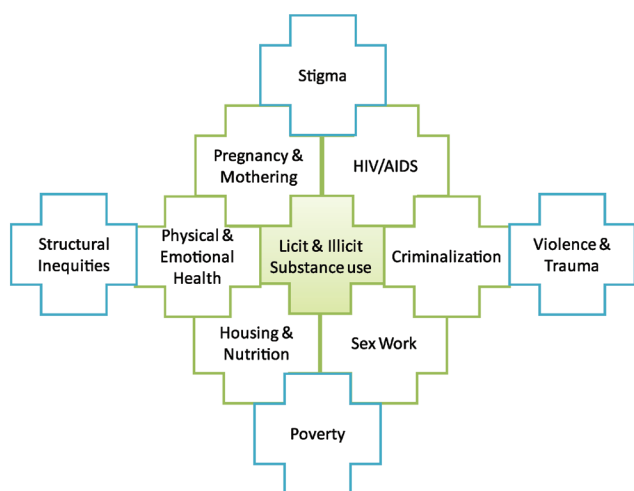 Stigma
Pregnancy &
Mothering
HIV/AIDS
Structural
Inequities
Physical &
Emotional
Health
Licit & Illicit
Substance use
Criminalization
Violence &
Trauma
Housing &
Nutrition
Sex Work
Poverty